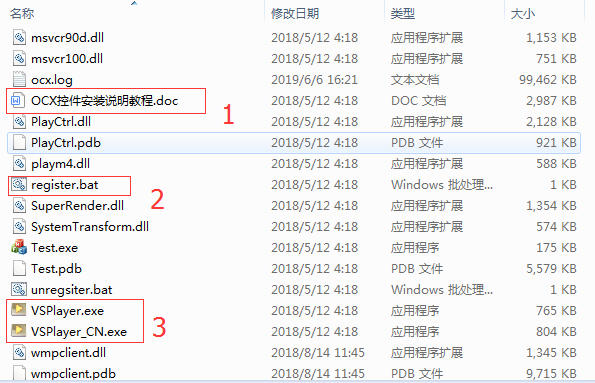 名称 修改日期 类型 大小
msvcr90d.dll 2018/5/12 4:18 应用程序扩展 1,153 KB
msvcr100.dll 2018/5/12 4:18 应用程序扩展 751 KB
ocx.log 2019/6/6 16:21 文本文档 99,462 KB
OCX控件安装说明教程.doc 2018/5/12 4:18 DOC 文档 2,987 KB
1
PlayCtrl.dll 2018/5/12 4:18 应用程序扩展 2,128 KB
PlayCtrl.pdb 2018/5/12 4:18 PDB 文件 921 KB
playm4.dll 2018/5/12 4:18 应用程序扩展 588 KB
register.bat 2018/5/12 4:18 Windows 批处理... 1 KB
2
SuperRender.dll 2018/5/12 4:18 应用程序扩展 1,354 KB
SystemTransform.dll 2018/5/12 4:18 应用程序扩展 574 KB
Test.exe 2018/5/12 4:18 应用程序 175 KB
Test.pdb 2018/5/12 4:18 PDB 文件 5,579 KB
unregsiter.bat 2018/5/12 4:18 Windows 批处理... 1 KB
VSPlayer.exe 2018/5/12 4:18 应用程序 765 KB
3
VSPlayer_CN.exe 2018/5/12 4:18 应用程序 804 KB
wmpclient.dll 2018/8/14 11:45 应用程序扩展 1,345 KB
wmpclient.pdb 2018/8/14 11:45 PDB 文件 9,715 KB